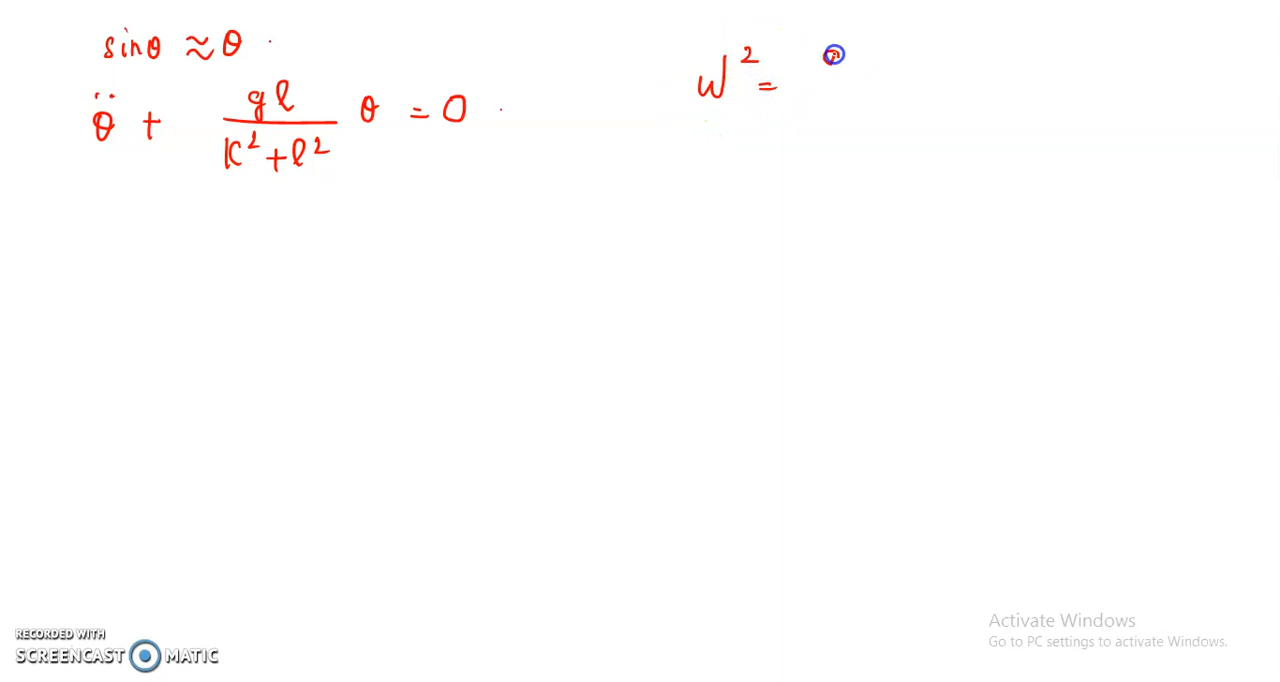 sinθ ≈ θ
θ̈ + gl / (k² + l²) θ = 0
ω² =
Activate Windows
Go to PC settings to activate Windows.
RECORDED WITH
SCREENCAST MATIC